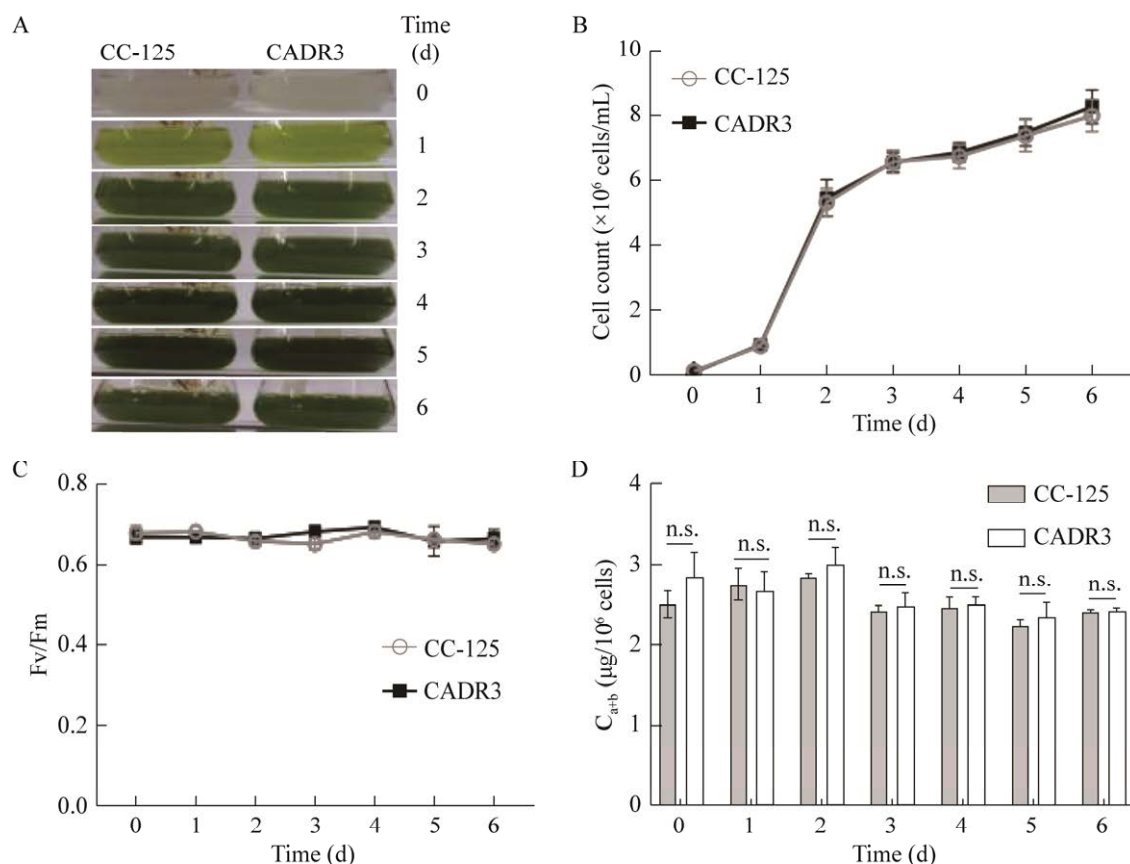 A
CC-125 CADR3 Time
(d)
0
1
2
3
4
5
6
B
CC-125
CADR3
Cell count (×10⁶ cells/mL)
10
8
6
4
2
0
0 1 2 3 4 5 6
Time (d)
C
Fv/Fm
0.8
0.6
0.4
0.2
0.0
CC-125
CADR3
0 1 2 3 4 5 6
Time (d)
D
CC-125
CADR3
Cₐ₊b (μg/10⁶ cells)
4
3
2
1
0
n.s. n.s. n.s. n.s. n.s. n.s. n.s.
0 1 2 3 4 5 6
Time (d)